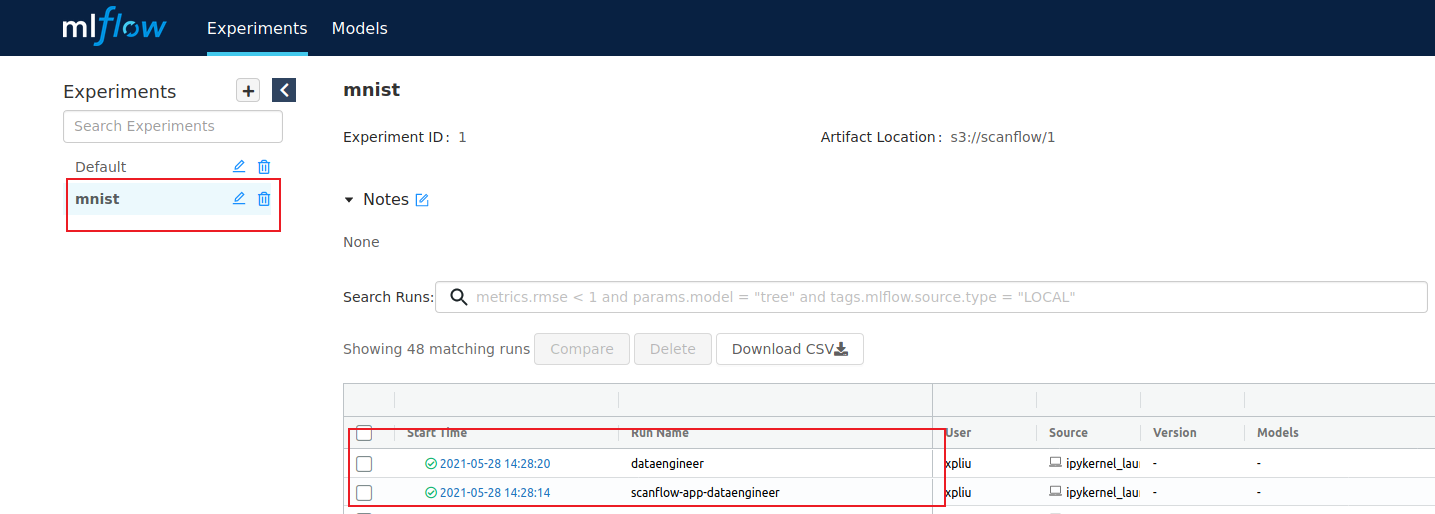 mlflow Experiments Models
Experiments
Search Experiments
Default
mnist
mnist
Experiment ID: 1 Artifact Location: s3://scanflow/1
Notes
None
Search Runs: metrics.rmse < 1 and params.model = "tree" and tags.mlflow.source.type = "LOCAL"
Showing 48 matching runs Compare Delete Download CSV
Start Time Run Name User Source Version Models
2021-05-28 14:28:20 dataengineer xpliu ipykernel_lau - -
2021-05-28 14:28:14 scanflow-app-dataengineer xpliu ipykernel_lau - -